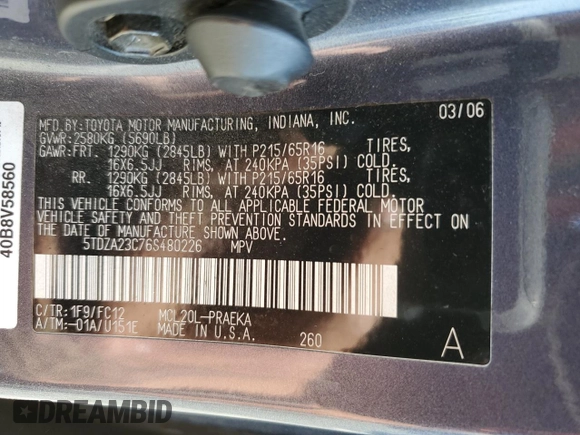 03/06
MFD.BY:TOYOTA MOTOR MANUFACTURING, INDIANA, INC.
GVWR:2580KG (5690LB)
GAWR:FRT. 1290KG (2845LB) WITH P215/65R16 TIRES,
16X6.5JJ RIMS, AT 240KPA (35PSI) COLD.
RR. 1290KG (2845LB) WITH P215/65R16 TIRES,
16X6.5JJ RIMS, AT 240KPA (35PSI) COLD.
THIS VEHICLE CONFORMS TO ALL APPLICABLE FEDERAL MOTOR
VEHICLE SAFETY AND THEFT PREVENTION STANDARDS IN EFFECT ON
THE DATE OF MANUFACTURE SHOWN ABOVE.
5TDZA23C76S480226 MPV
C/TR:1F9/FC12 MCL20L-PRAEKA
A/TM:-01A/U151E MADE IN U.S.A. 260 A
40B8V58560
DREAMBID